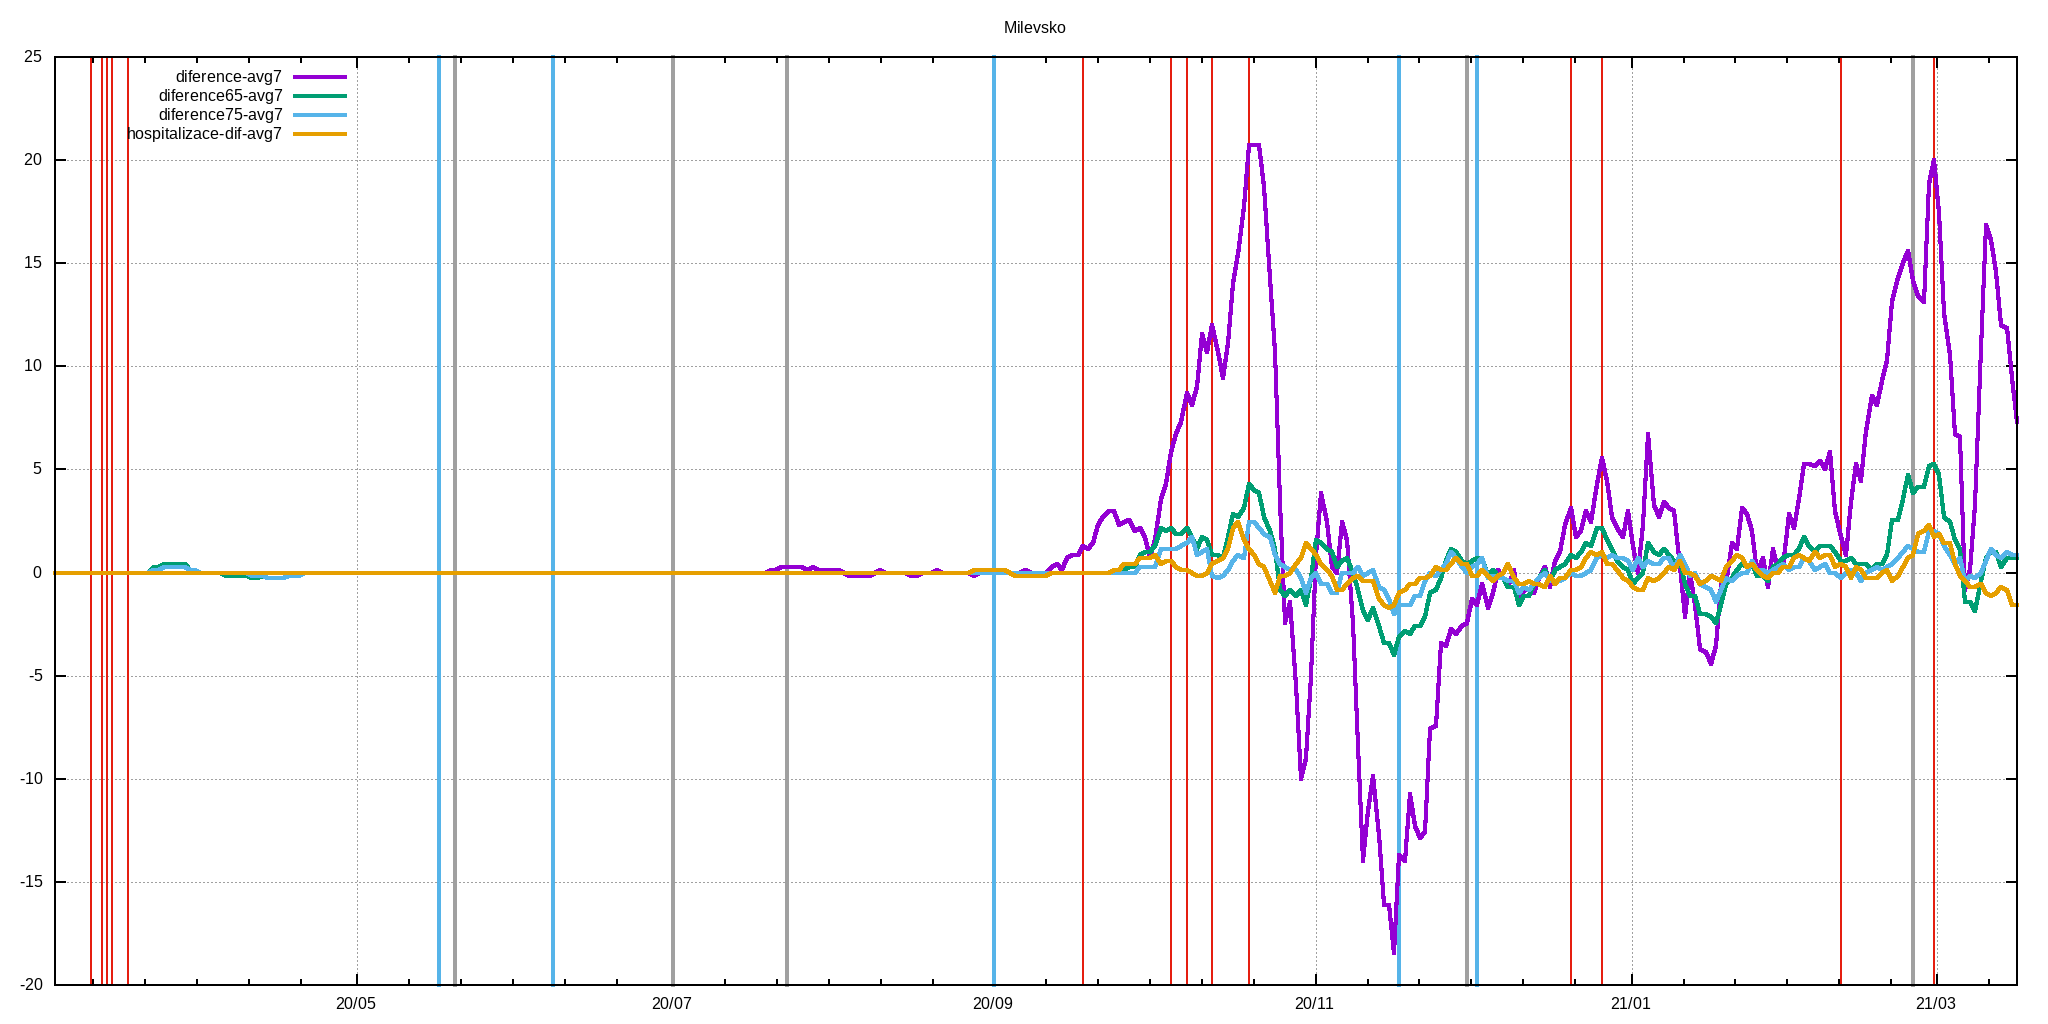 Milevsko
25
diference-avg7
diference65-avg7
diference75-avg7
hospitalizace-dif-avg7
20
15
10
5
0
-5
-10
-15
-20
20/05 20/07 20/09 20/11 21/01 21/03